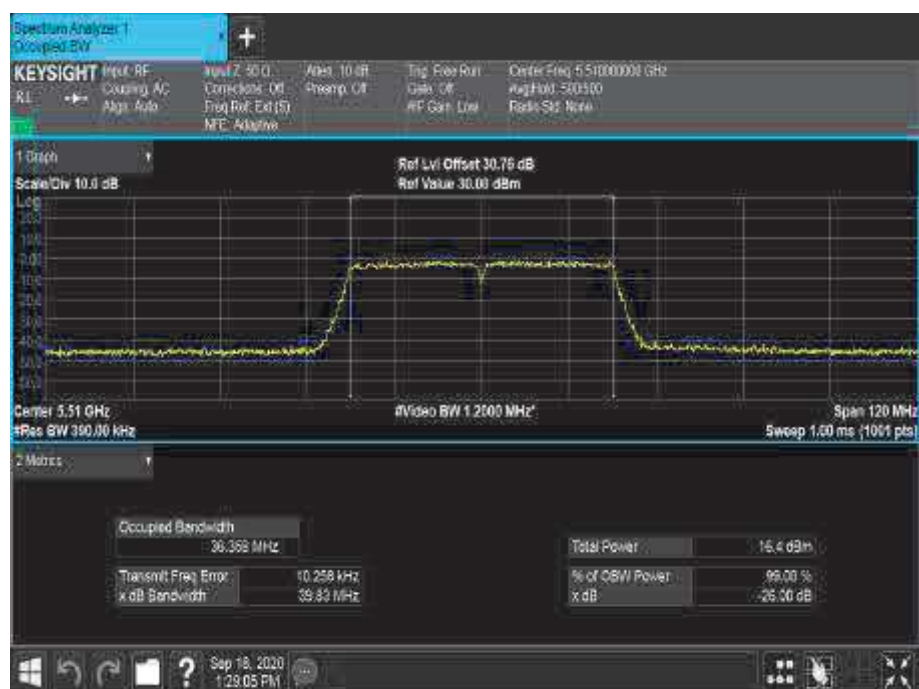 Spectrum Analyzer 1
Occupied BW
+
KEYSIGHT Input: RF
R L
Coupling: AC
Align: Auto
Input Z: 50 Ω
Corrections: Off
Freq Ref: Ext (S)
NFE: Adaptive
Atten: 10 dB
Preamp: Off
Trig: Free Run
Gate: Off
#IF Gain: Low
Center Freq: 5.510000000 GHz
Avg|Hold: 500/500
Radio Std: None
1 Graph
Scale/Div 10.0 dB
Ref Lvl Offset 30.76 dB
Ref Value 30.00 dBm
Log
Center 5.51 GHz
#Res BW 390.00 kHz
#Video BW 1.2000 MHz*
Span 120 MHz
Sweep 1.00 ms (1001 pts)
2 Metrics
Occupied Bandwidth
MHz
Transmit Freq Error 10.258 kHz
x dB Bandwidth 39.83 MHz
Total Power 16.4 dBm
% of OBW Power 99.00 %
x dB -26.00 dB
?
Sep 18, 2020
1:29:05 PM